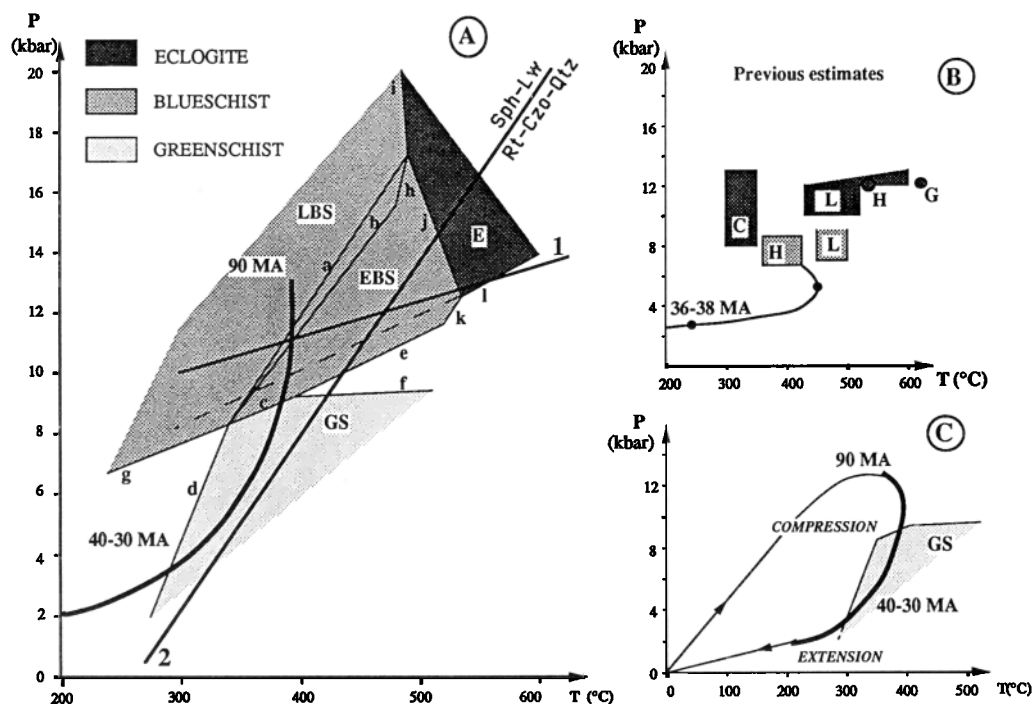 P
(kbar)
A
ECLOGITE
BLUESCHIST
GREENSCHIST
20
18
16
14
12
10
8
6
4
2
0
200
300
400
500
600
T (°C)
Sph-Lw
Rt-Czo-Qtz
i
h
LBS
b
j
a
E
1
90 MA
EBS
l
k
e
c
f
g
GS
d
40-30 MA
2
P
(kbar)
Previous estimates
B
20
16
12
8
4
0
L
H
G
C
H
L
36-38 MA
200
300
400
500
600
T (°C)
P
(kbar)
C
90 MA
12
8
4
0
COMPRESSION
GS
40-30 MA
EXTENSION
0
100
200
300
400
500
T(°C)